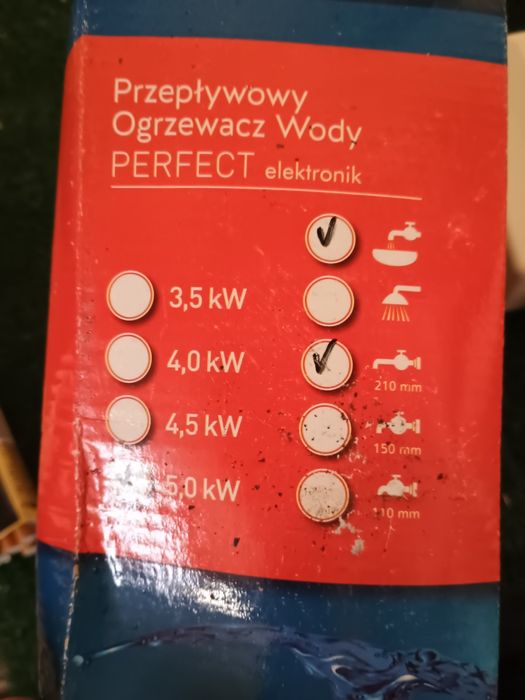 Przepływowy
Ogrzewacz Wody
PERFECT elektronik
3,5 kW
4,0 kW
210 mm
4,5 kW
150 mm
5,0 kW
110 mm